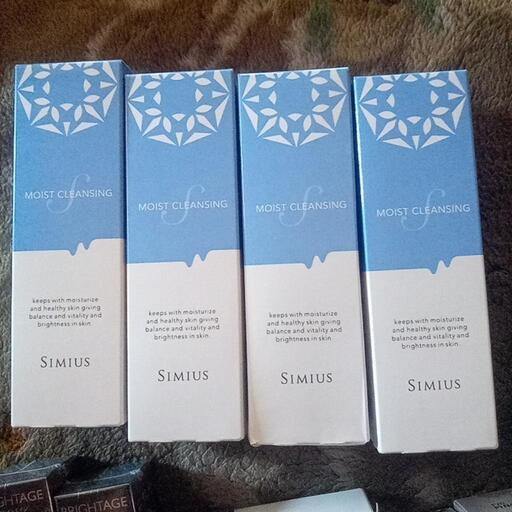 MOIST CLEANSING
keeps with moisturize
and healthy skin giving
balance and vitality and
brightness in skin.
SIMIUS
MOIST CLEANSING
keeps with moisturize
and healthy skin giving
balance and vitality and
brightness in skin.
SIMIUS
MOIST CLEANSING
keeps with moisturize
and healthy skin giving
balance and vitality and
brightness in skin.
SIMIUS
MOIST CLEANSING
keeps with moisturize
and healthy skin giving
balance and vitality and
brightness in skin.
SIMIUS
GHTAGE
BRIGHTAGE